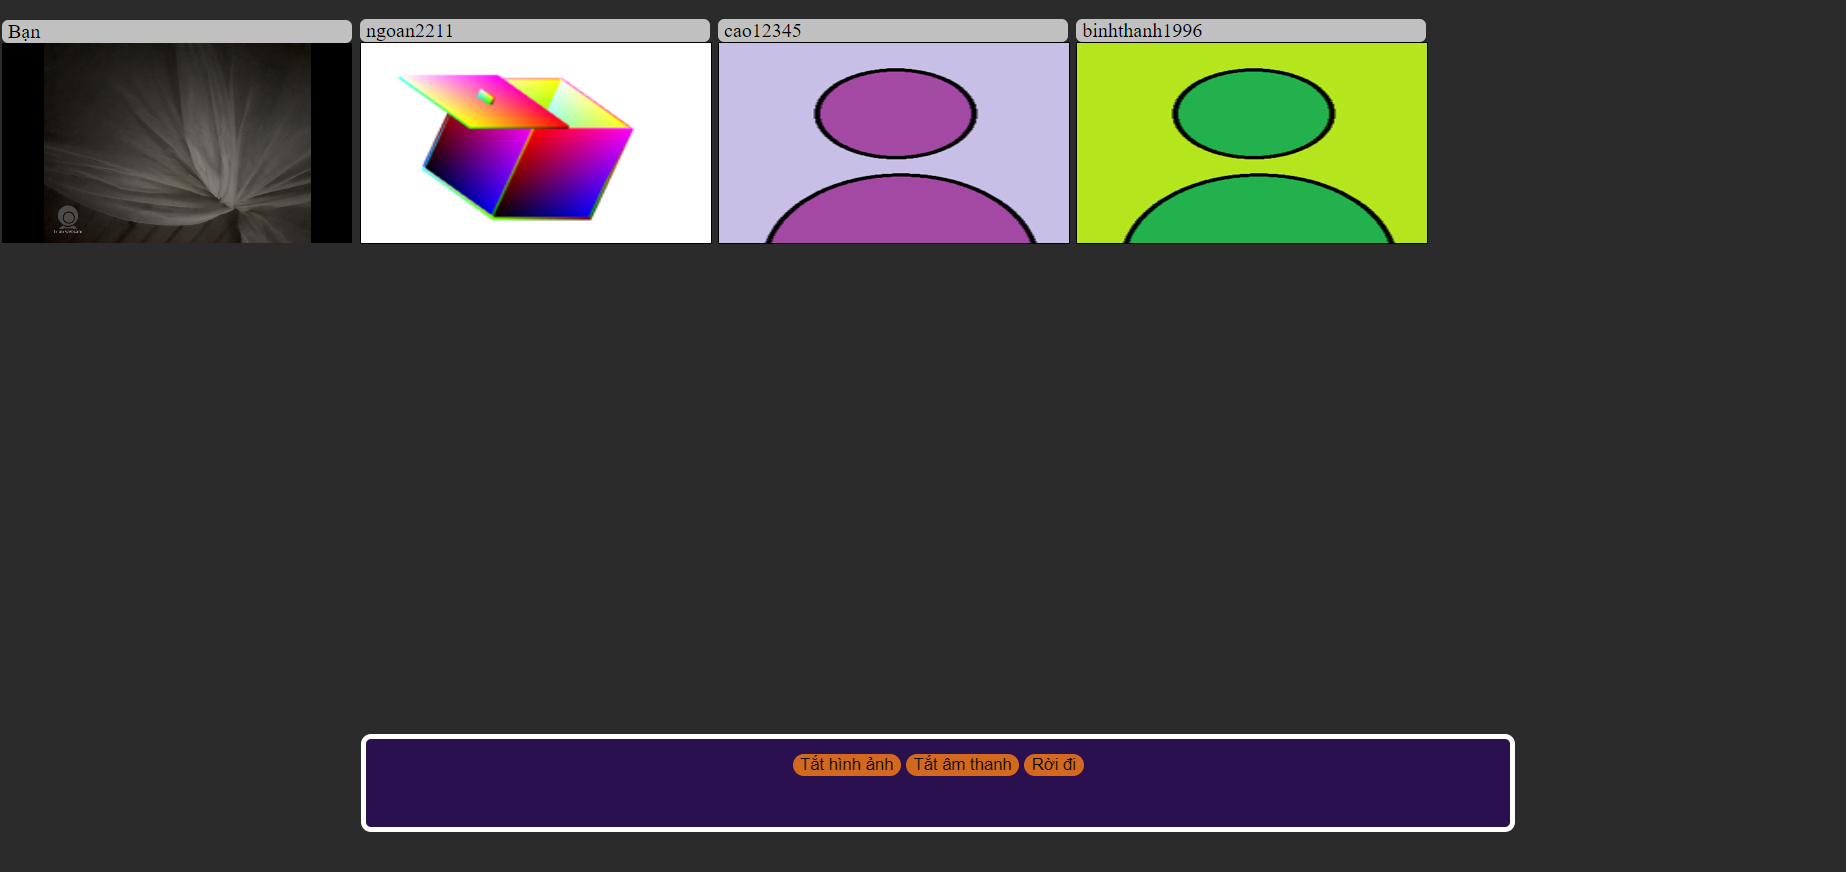 Bạn
ngoan2211
cao12345
binhthanh1996
Tắt hình ảnh Tắt âm thanh Rời đi